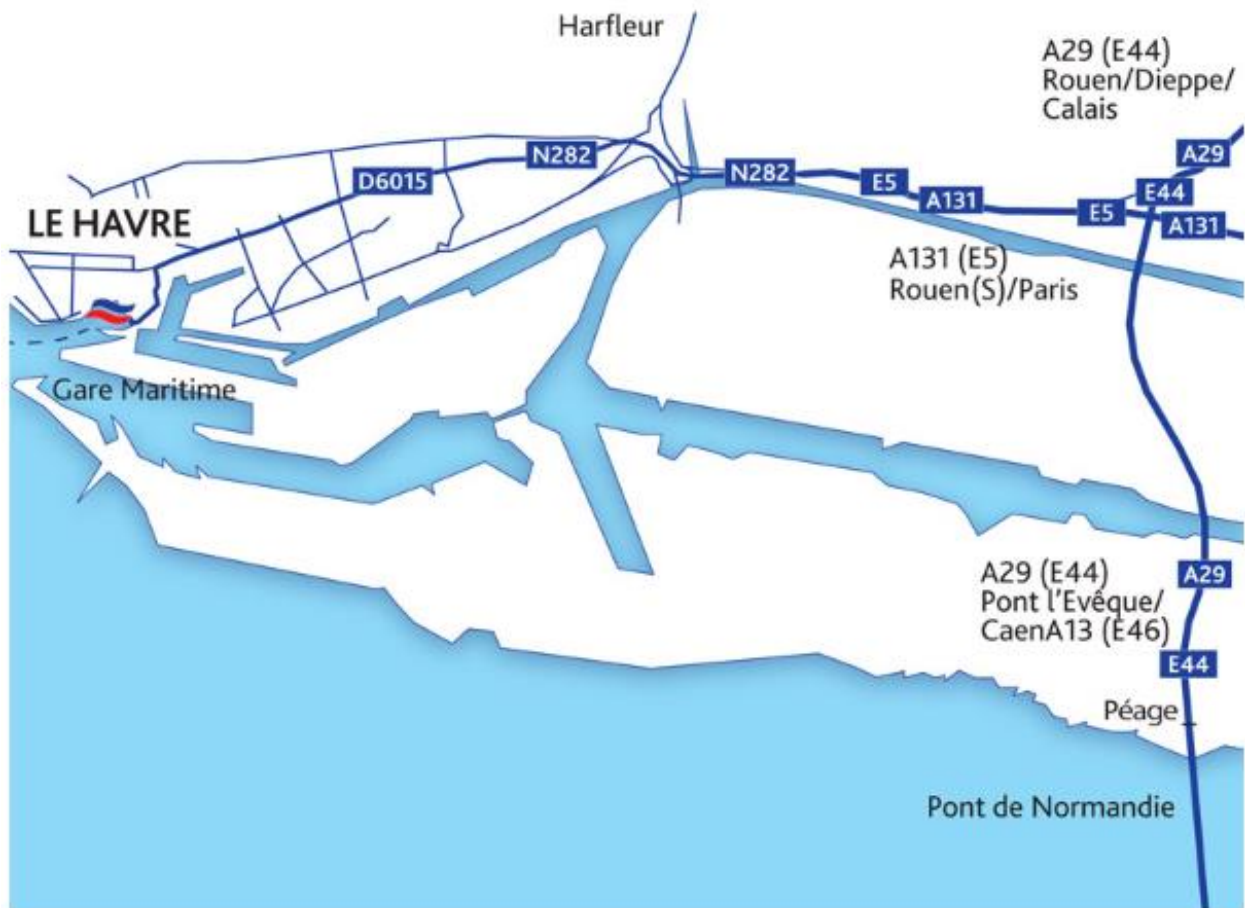 Harfleur
A29 (E44)
Rouen/Dieppe/
Calais
A29
N282
N282
D6015
E5
E44
A131
E5
A131
LE HAVRE
A131 (E5)
Rouen(S)/Paris
Gare Maritime
A29 (E44)
Pont l'Evêque/
CaenA13 (E46)
A29
E44
Péage
Pont de Normandie